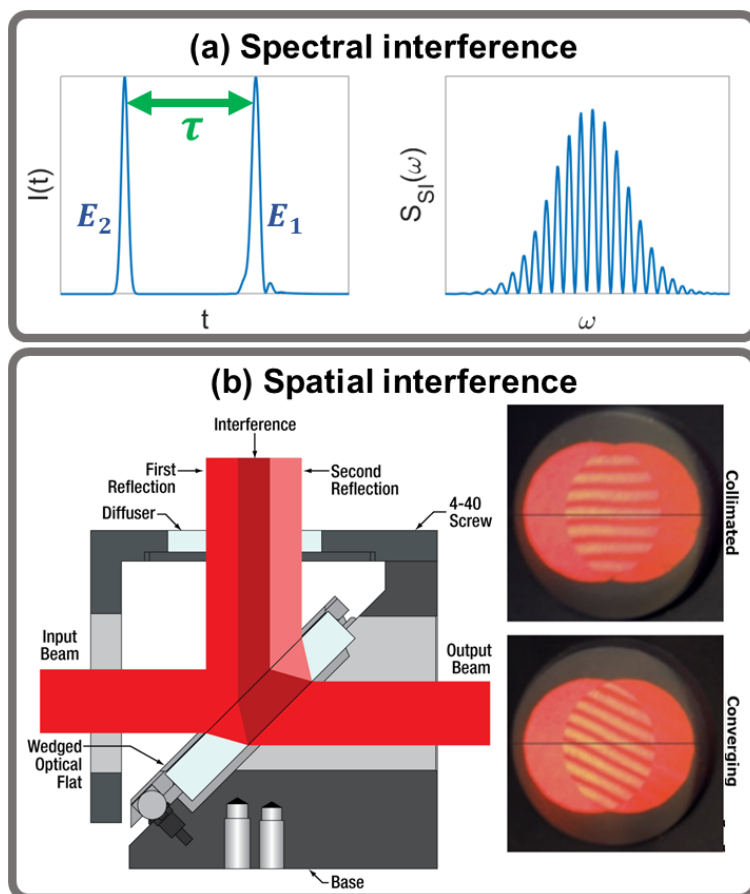 (a) Spectral interference
I(t)
τ
E₂
E₁
t
S_SI(ω)
ω
(b) Spatial interference
Interference
First
Reflection
Second
Reflection
Diffuser
4-40
Screw
Input
Beam
Output
Beam
Wedged
Optical
Flat
Base
Collimated
Converging